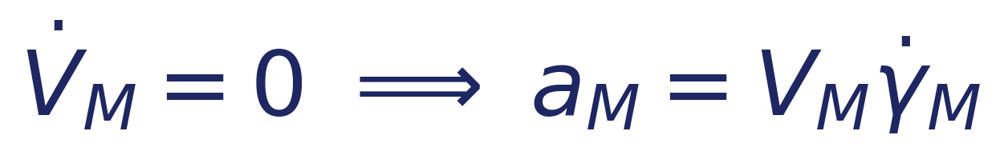 V̇_M = 0 ⟹ a_M = V_M γ̇_M